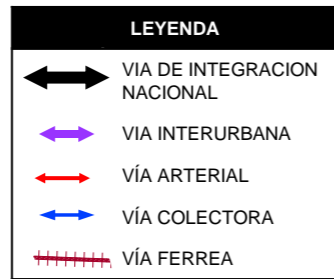 LEYENDA
VIA DE INTEGRACION
NACIONAL
VIA INTERURBANA
VÍA ARTERIAL
VÍA COLECTORA
VÍA FERREA